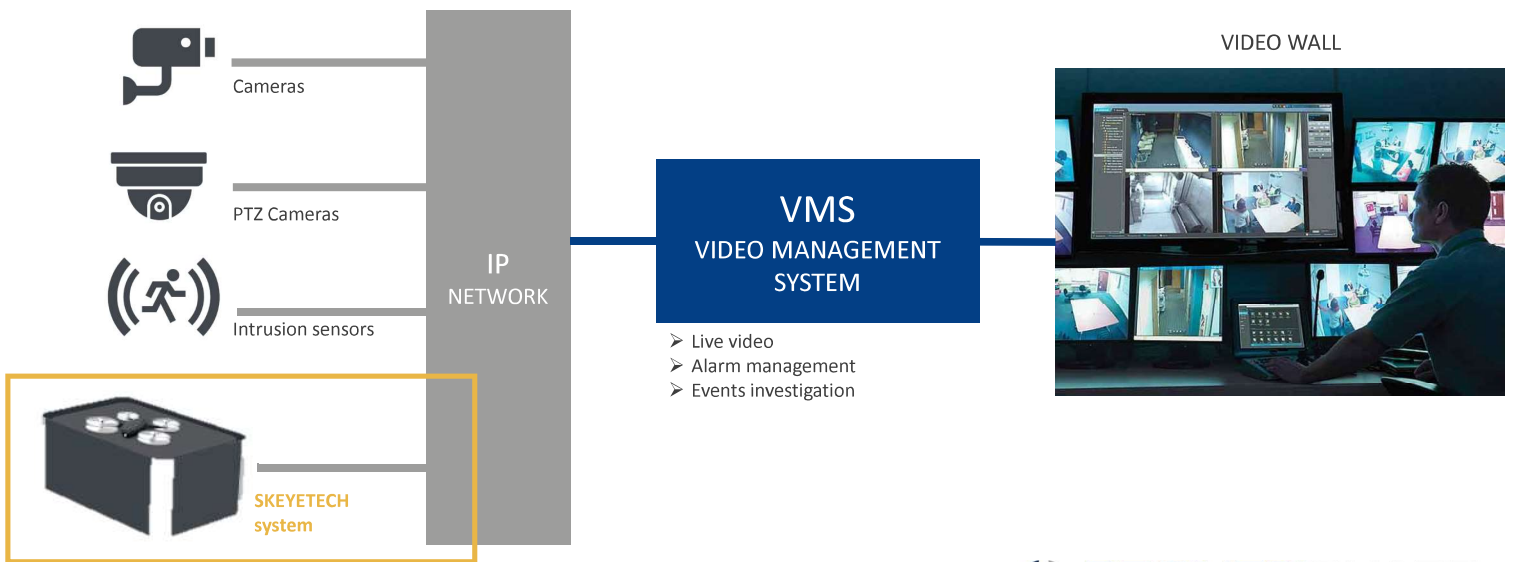 VIDEO WALL
Cameras
PTZ Cameras
Intrusion sensors
SKEYETECH
system
IP
NETWORK
VMS
VIDEO MANAGEMENT
SYSTEM
➢ Live video
➢ Alarm management
➢ Events investigation